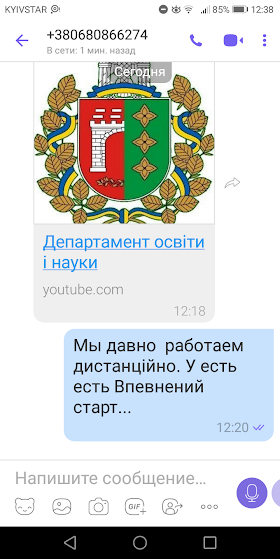 KYIVSTAR 85% 12:38
+380680866274
В сети: 1 мин. назад
Сегодня
Департамент освіти
і науки
youtube.com
12:18
Мы давно работаем
дистанційно. У есть
есть Впевнений
старт...
12:20
Напишите сообщение...
GIF